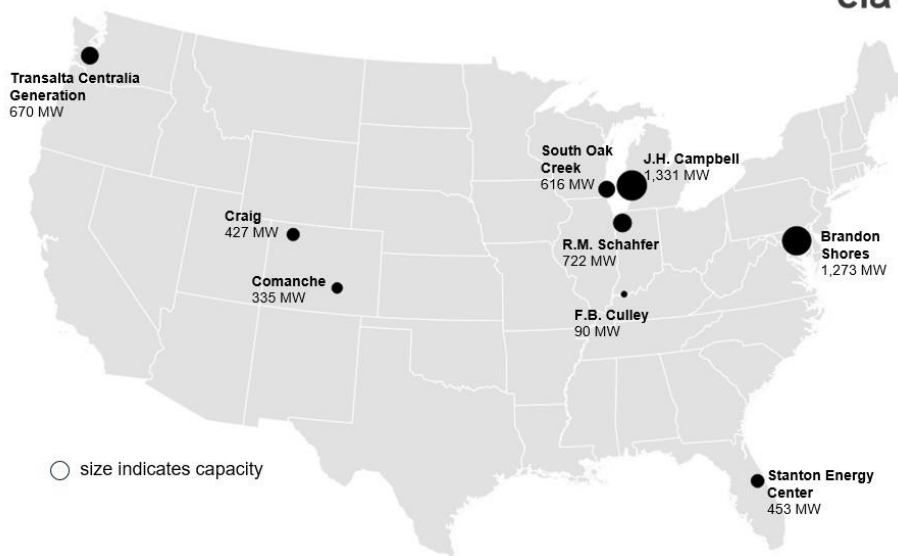 eia
Transalta Centralia
Generation
670 MW
South Oak
Creek
616 MW
J.H. Campbell
1,331 MW
Craig
427 MW
R.M. Schahfer
722 MW
Brandon
Shores
1,273 MW
Comanche
335 MW
F.B. Culley
90 MW
size indicates capacity
Stanton Energy
Center
453 MW